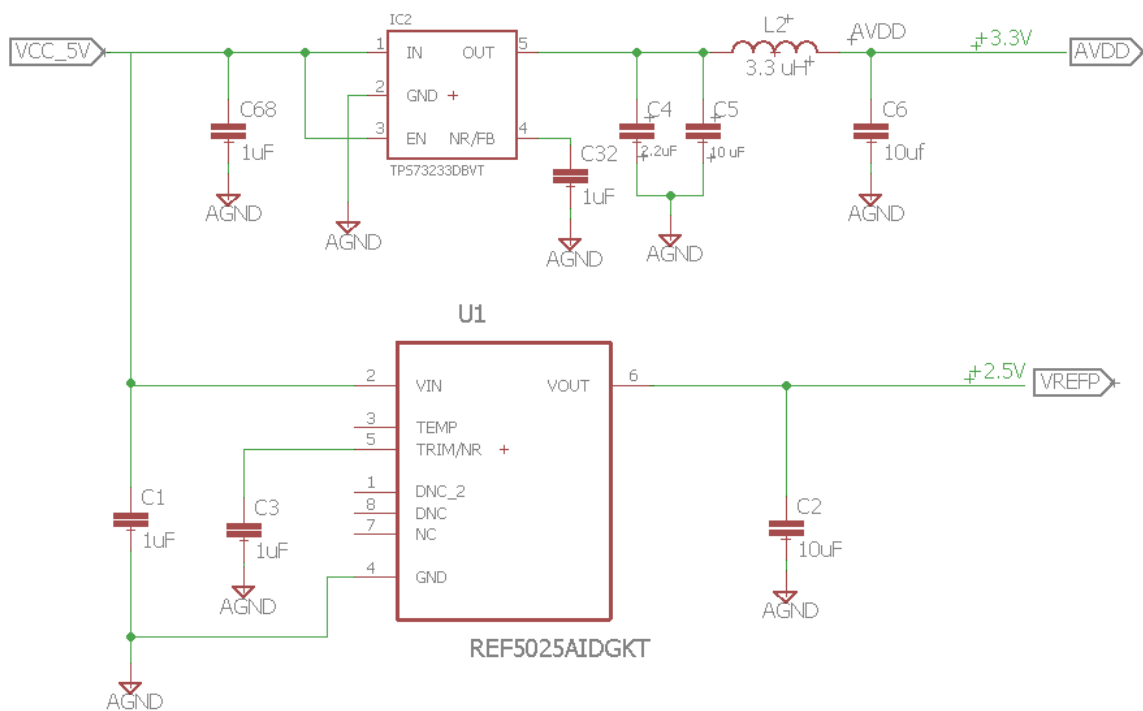 IC2
VCC_5V
1
IN
OUT
5
2
GND
3
EN
NR/FB
4
TPS73233DBVT
C68
1uF
AGND
AGND
C32
1uF
AGND
C4
2.2uF
C5
10 uF
AGND
L2
3.3 uH
AVDD
+3.3V
AVDD
C6
10uf
AGND
U1
2
VIN
VOUT
6
3
TEMP
5
TRIM/NR
1
DNC_2
8
DNC
7
NC
4
GND
REF5025AIDGKT
+2.5V
VREFP
C1
1uF
AGND
C3
1uF
AGND
C2
10uF
AGND